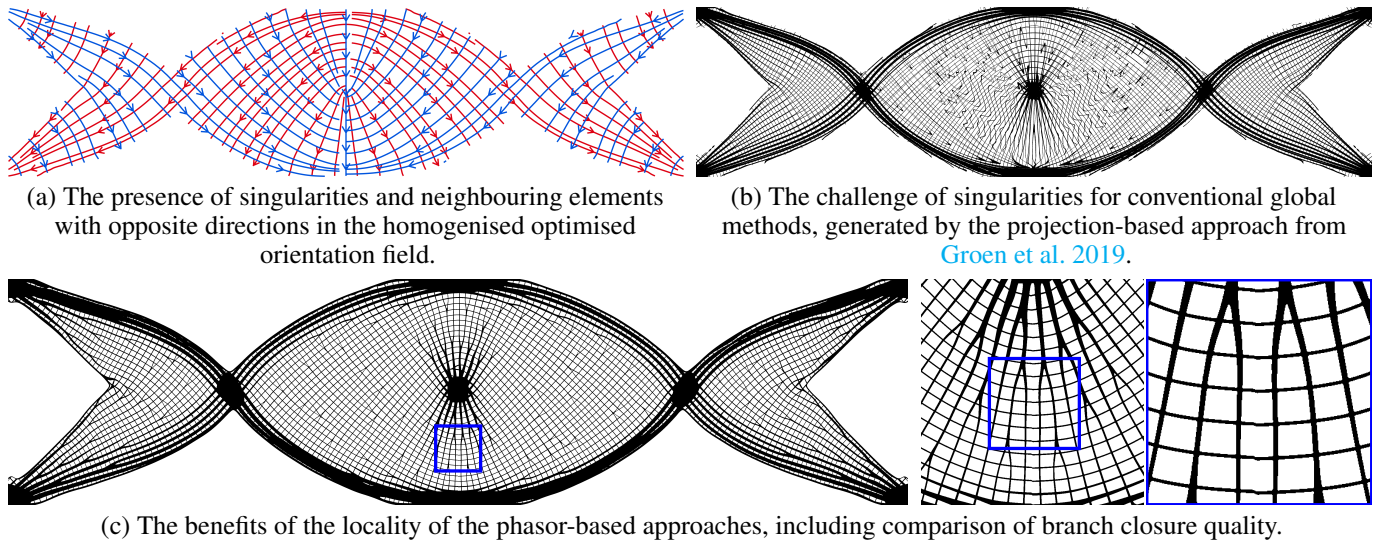 (a) The presence of singularities and neighbouring elements
with opposite directions in the homogenised optimised
orientation field.
(b) The challenge of singularities for conventional global
methods, generated by the projection-based approach from
Groen et al. 2019.
(c) The benefits of the locality of the phasor-based approaches, including comparison of branch closure quality.